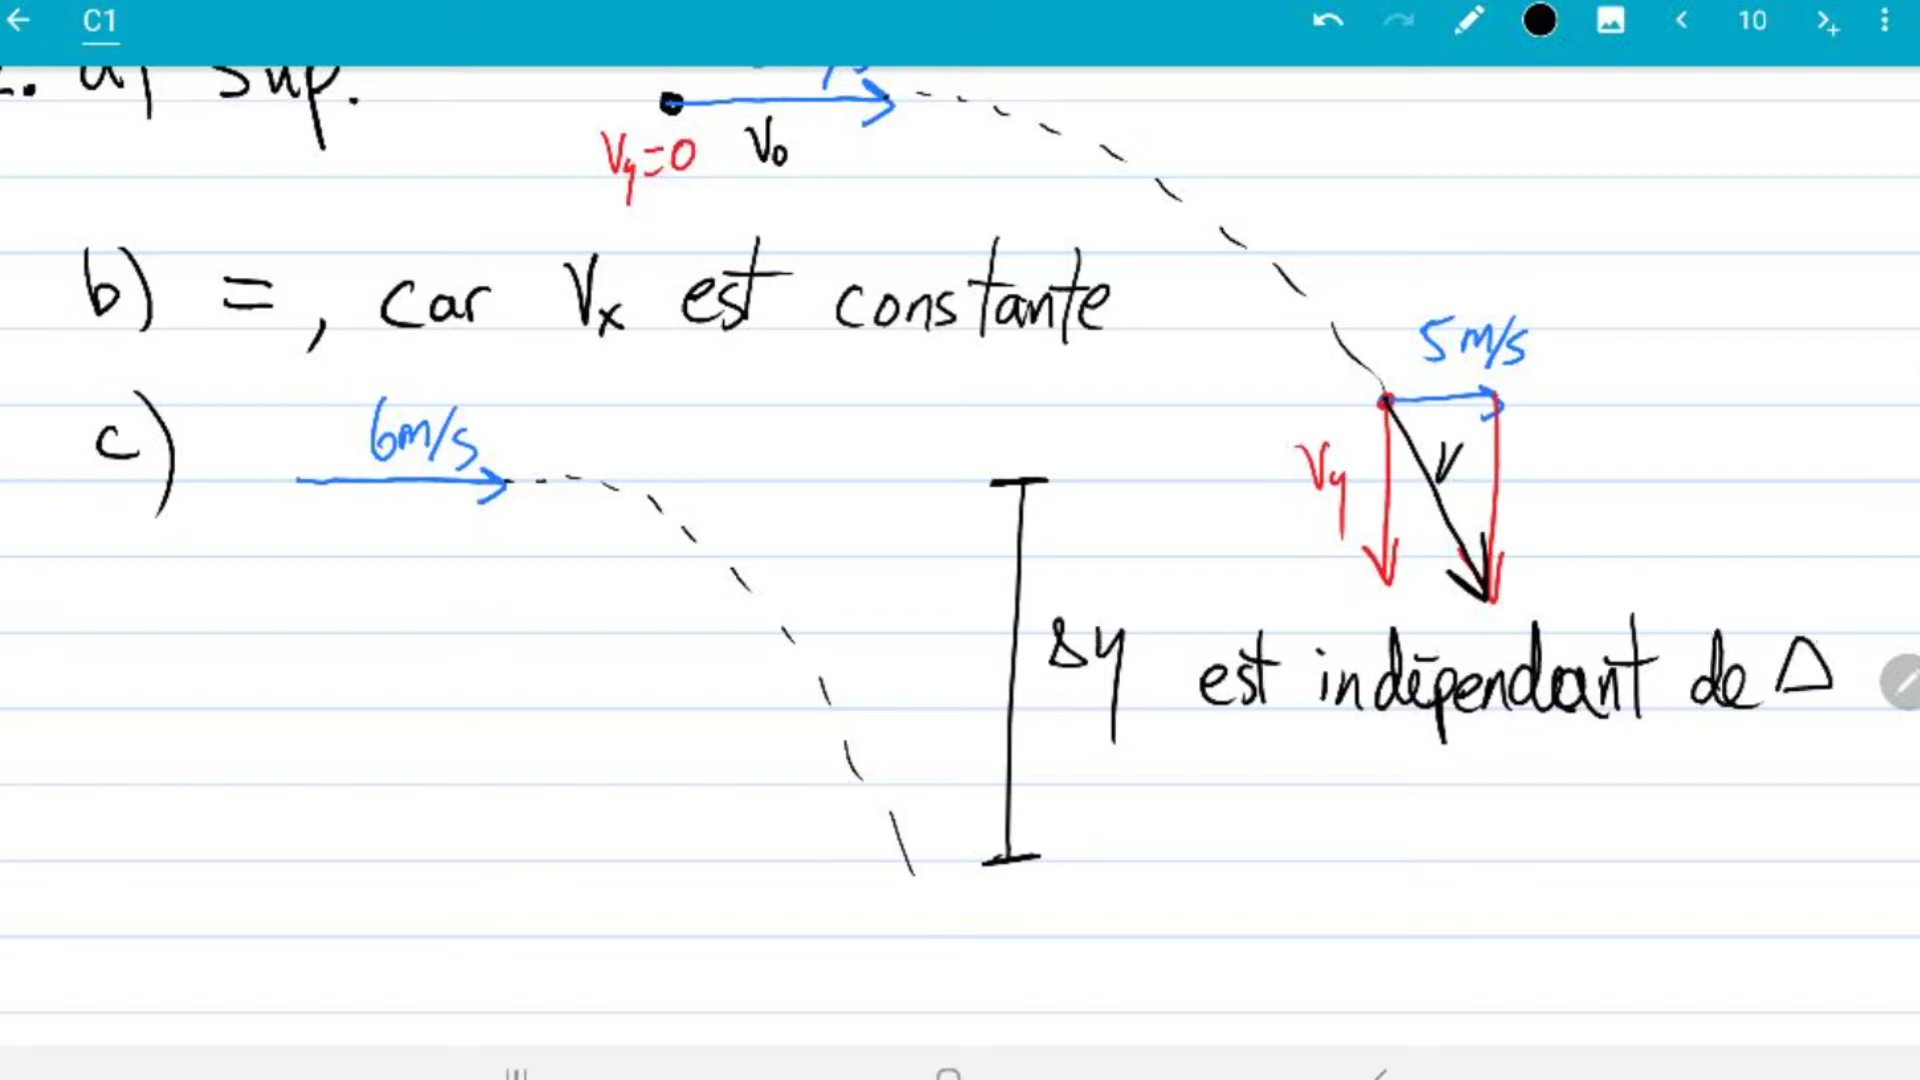 C1
10
a) sup.
Vy=0 V0
b) =, car Vx est constante
5 m/s
c) 6m/s
Vy V
Δy est indépendant de Δ